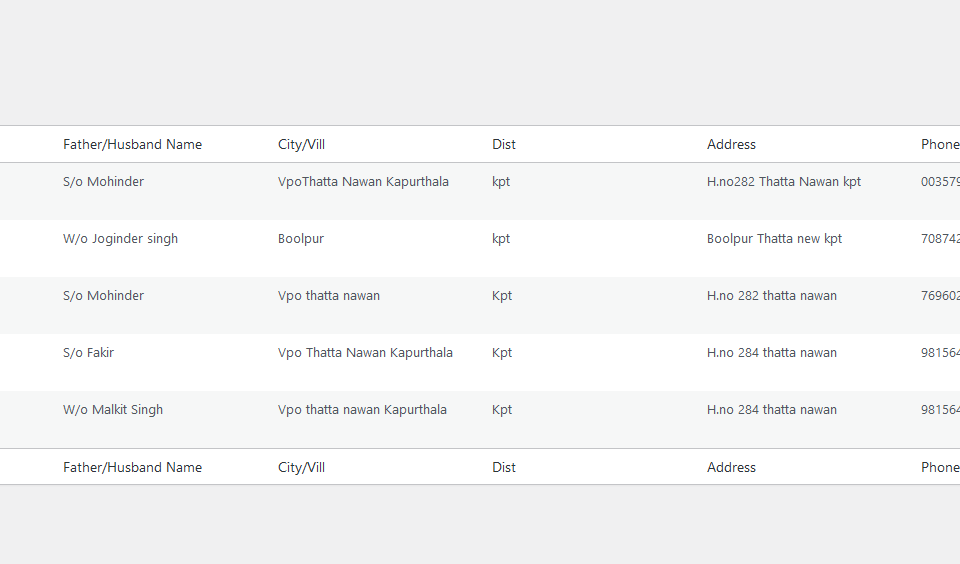 Father/Husband Name City/Vill Dist Address Phone
S/o Mohinder VpoThatta Nawan Kapurthala kpt H.no282 Thatta Nawan kpt 003579
W/o Joginder singh Boolpur kpt Boolpur Thatta new kpt 708742
S/o Mohinder Vpo thatta nawan Kpt H.no 282 thatta nawan 769602
S/o Fakir Vpo Thatta Nawan Kapurthala Kpt H.no 284 thatta nawan 981564
W/o Malkit Singh Vpo thatta nawan Kapurthala Kpt H.no 284 thatta nawan 981564
Father/Husband Name City/Vill Dist Address Phone